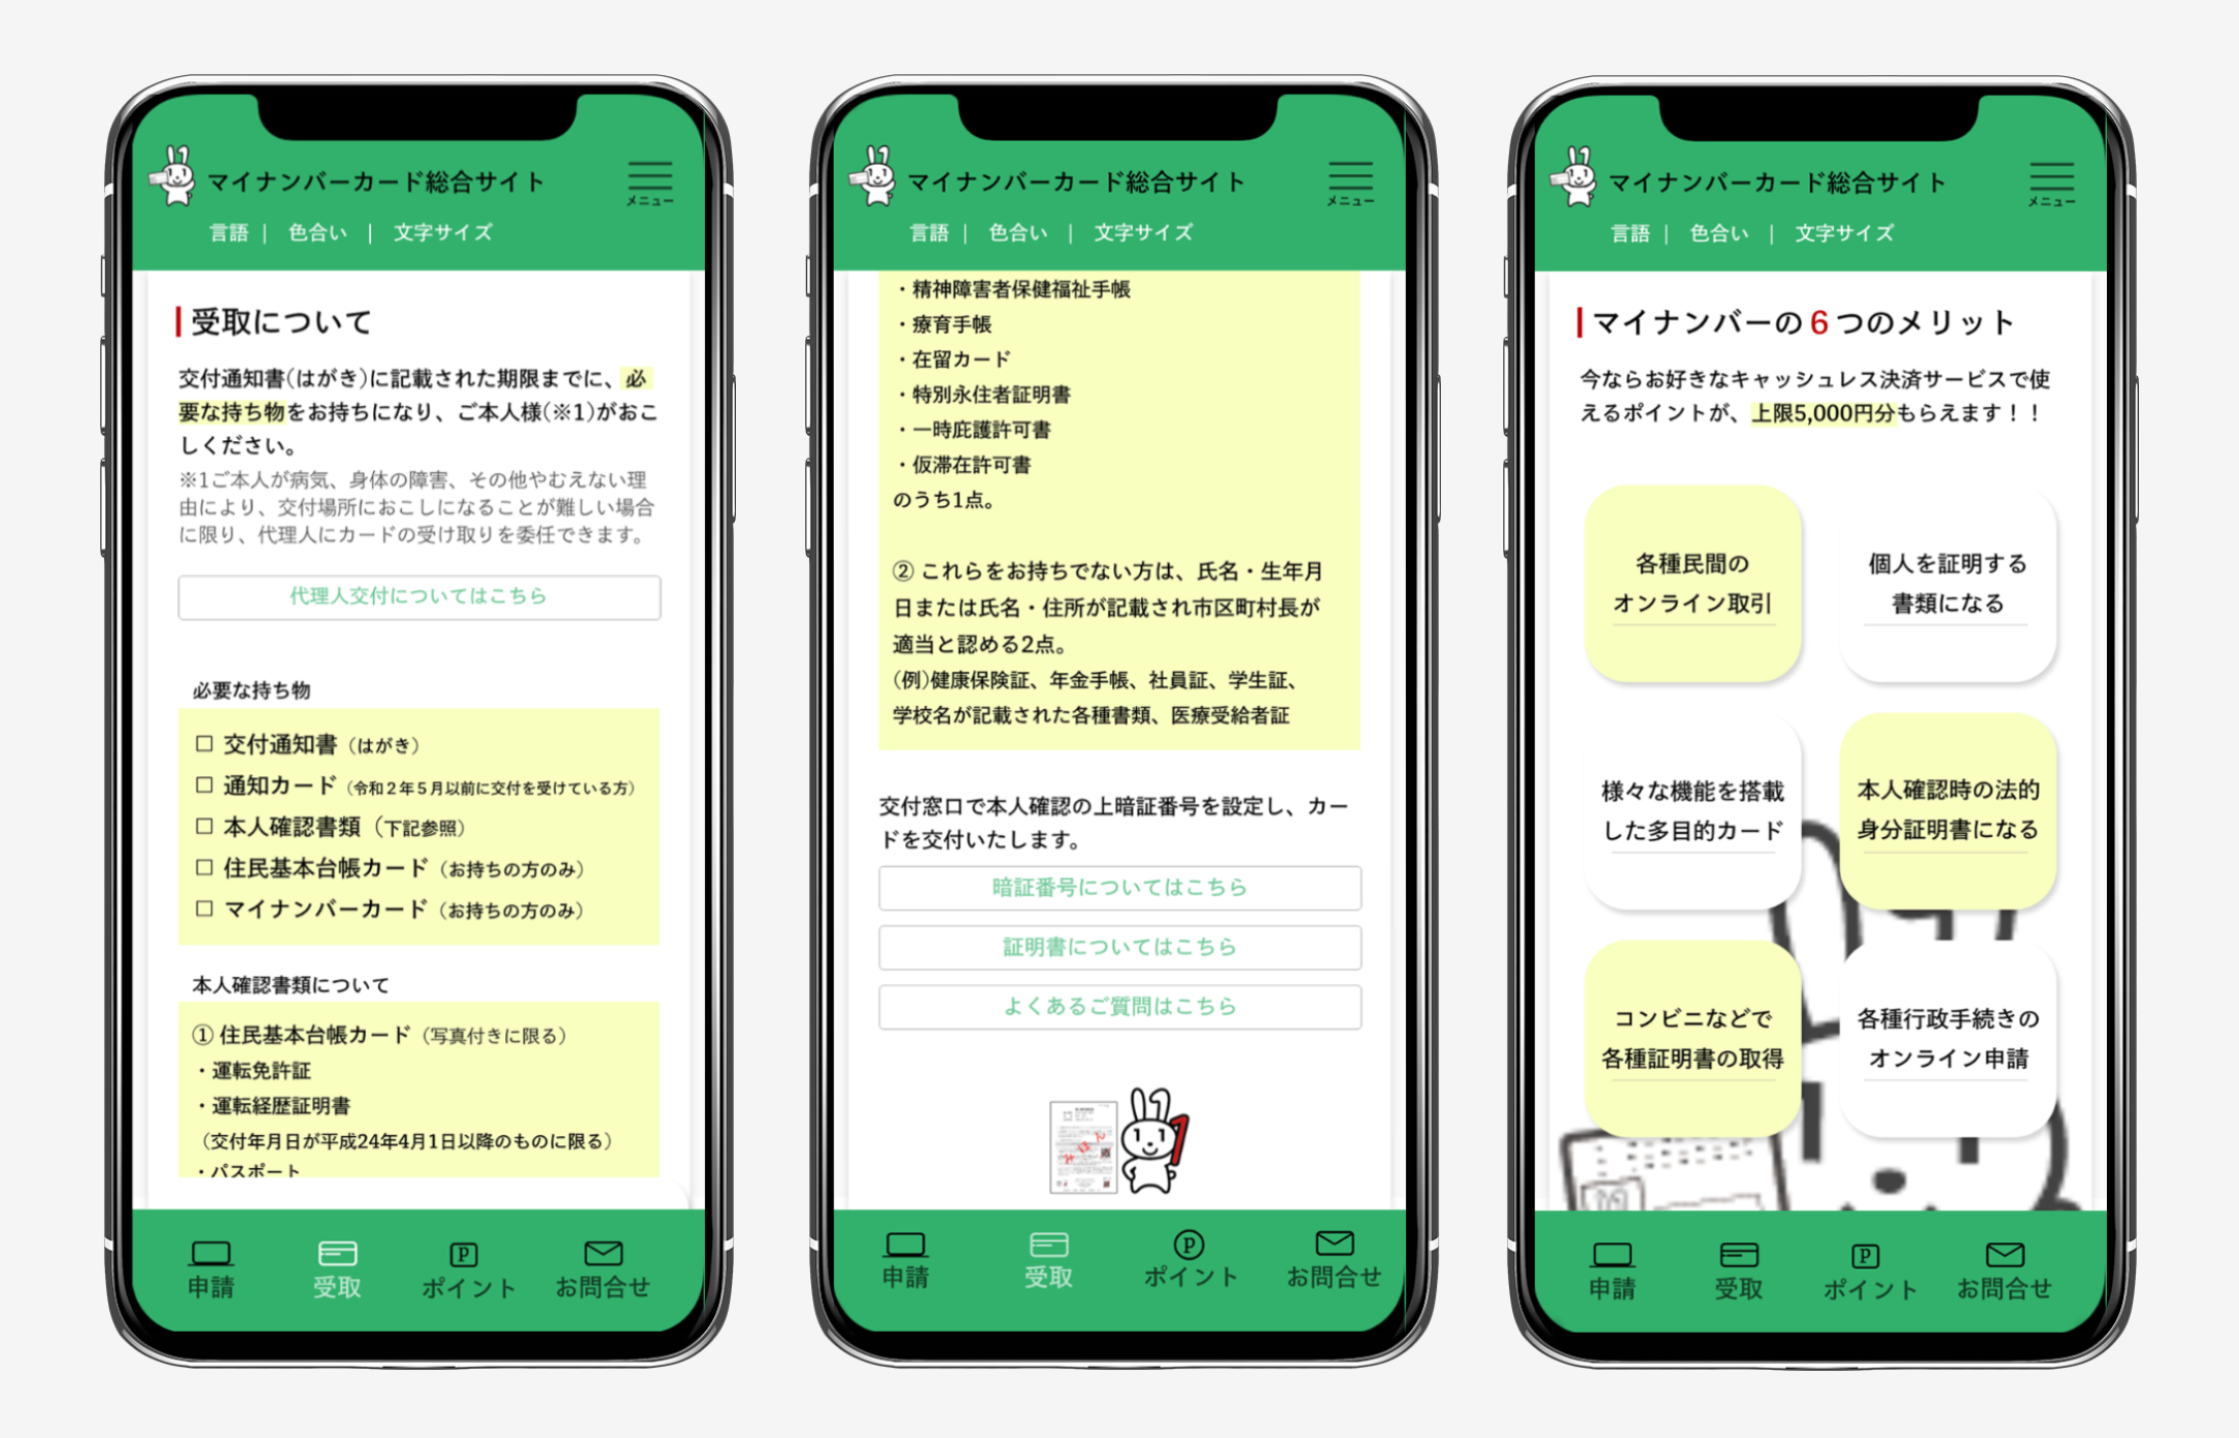 マイナンバーカード総合サイト
メニュー
言語｜ 色合い ｜ 文字サイズ
受取について
交付通知書(はがき)に記載された期限までに、必
要な持ち物をお持ちになり、ご本人様(※1)がおこ
しください。
※1ご本人が病気、身体の障害、その他やむえない理
由により、交付場所におこしになることが難しい場合
に限り、代理人にカードの受け取りを委任できます。
代理人交付についてはこちら
必要な持ち物
□ 交付通知書（はがき）
□ 通知カード（令和２年５月以前に交付を受けている方）
□ 本人確認書類（下記参照）
□ 住民基本台帳カード（お持ちの方のみ）
□ マイナンバーカード（お持ちの方のみ）
本人確認書類について
① 住民基本台帳カード（写真付きに限る）
・運転免許証
・運転経歴証明書
（交付年月日が平成24年4月1日以降のものに限る）
・パスポート
申請
受取
P
ポイント
お問合せ
マイナンバーカード総合サイト
メニュー
言語｜ 色合い ｜ 文字サイズ
・精神障害者保健福祉手帳
・療育手帳
・在留カード
・特別永住者証明書
・一時庇護許可書
・仮滞在許可書
のうち1点。
② これらをお持ちでない方は、氏名・生年月
日または氏名・住所が記載され市区町村長が
適当と認める2点。
(例)健康保険証、年金手帳、社員証、学生証、
学校名が記載された各種書類、医療受給者証
交付窓口で本人確認の上暗証番号を設定し、カー
ドを交付いたします。
暗証番号についてはこちら
証明書についてはこちら
よくあるご質問はこちら
申請
受取
P
ポイント
お問合せ
マイナンバーカード総合サイト
メニュー
言語｜ 色合い ｜ 文字サイズ
マイナンバーの６つのメリット
今ならお好きなキャッシュレス決済サービスで使
えるポイントが、上限5,000円分もらえます！！
各種民間の
オンライン取引
個人を証明する
書類になる
様々な機能を搭載
した多目的カード
本人確認時の法的
身分証明書になる
コンビニなどで
各種証明書の取得
各種行政手続きの
オンライン申請
申請
受取
P
ポイント
お問合せ